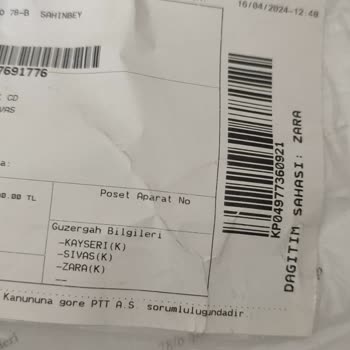 16/04/2024-12:40
70-B SAHINBEY
7691776
CD
VAS
a:
0.00 TL
Poset Aparat No
Guzergah Bilgileri
-KAYSERI(K)
-SIVAS(K)
-ZARA(K)
Kanununa gore PTT A.S sorumlulugundadir
KP04977360921
DAGITIM SAHASI: ZARA